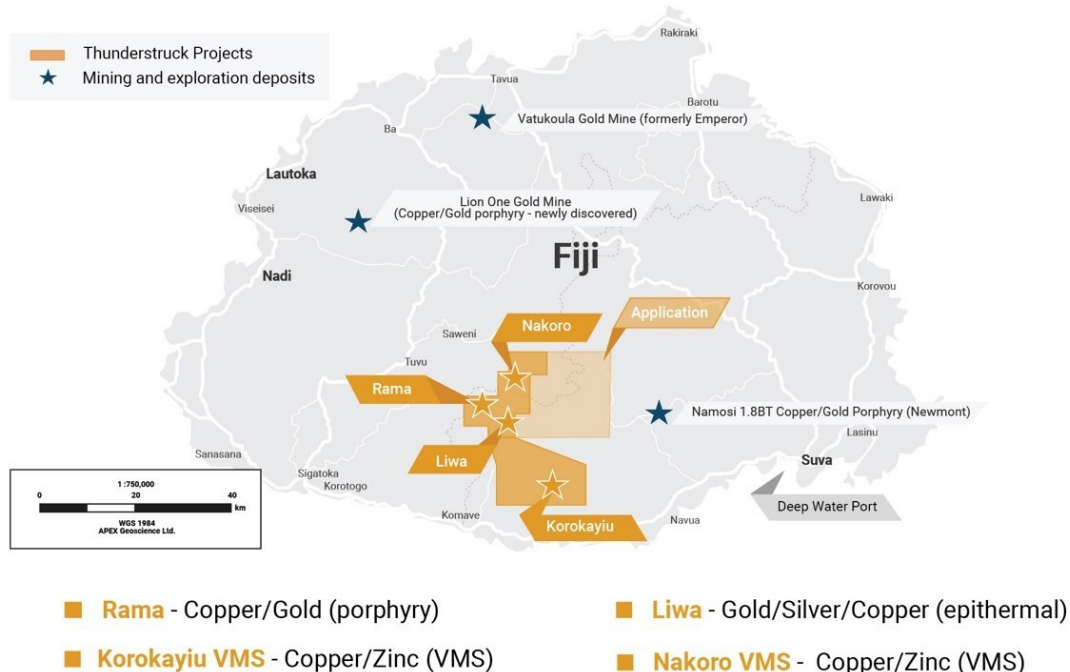 Thunderstruck Projects
Mining and exploration deposits
Rakiraki
Tavua
Barotu
Vatukoula Gold Mine (formerly Emperor)
Ba
Lautoka
Lion One Gold Mine
(Copper/Gold porphyry - newly discovered)
Lawaki
Viseisei
Fiji
Nadi
Korovou
Application
Nakoro
Saweni
Tuvu
Rama
Namosi 1.8BT Copper/Gold Porphyry (Newmont)
Lasinu
Sanasana
Liwa
Suva
Sigatoka
Korotogo
Deep Water Port
Komave
Korokayiu
Navua
1 :750,000
0 20 40
km
WGS 1984
APEX Geoscience Ltd.
Rama - Copper/Gold (porphyry)
Liwa - Gold/Silver/Copper (epithermal)
Korokayiu VMS - Copper/Zinc (VMS)
Nakoro VMS - Copper/Zinc (VMS)